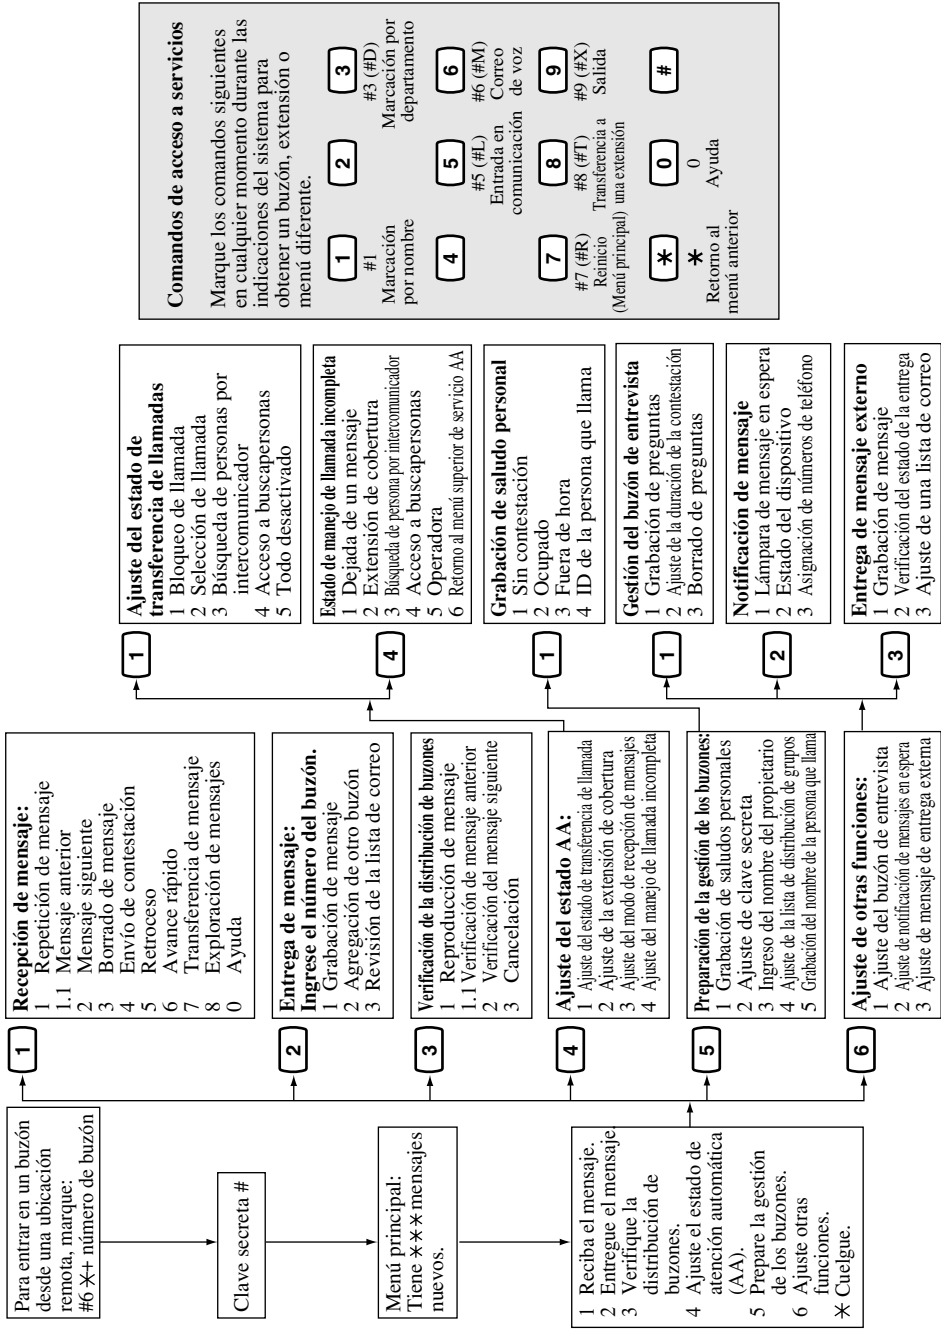 Para entrar en un buzón
desde una ubicación
remota, marque:
#6 ✳+ número de buzón
Clave secreta #
Menú principal:
Tiene ✳✳✳ mensajes
nuevos.
1 Reciba el mensaje.
2 Entregue el mensaje.
3 Verifique la
distribución de
buzones.
4 Ajuste el estado de
atención automática
(AA).
5 Prepare la gestión
de los buzones.
6 Ajuste otras
funciones.
✳ Cuelgue.
1
Recepción de mensaje:
1 Repetición de mensaje
1.1 Mensaje anterior
2 Mensaje siguiente
3 Borrado de mensaje
4 Envío de contestación
5 Retroceso
6 Avance rápido
7 Transferencia de mensaje
8 Exploración de mensajes
0 Ayuda
2
Entrega de mensaje:
Ingrese el número del buzón.
1 Grabación de mensaje
2 Agregación de otro buzón
3 Revisión de la lista de correo
3
Verificación de la distribución de buzones
1 Reproducción de mensaje
1.1 Verificación de mensaje anterior
2 Verificación del mensaje siguiente
3 Cancelación
4
Ajuste del estado AA:
1 Ajuste del estado de transferencia de llamada
2 Ajuste de la extensión de cobertura
3 Ajuste del modo de recepción de mensajes
4 Ajuste del manejo de llamada incompleta
5
Preparación de la gestión de los buzones:
1 Grabación de saludos personales
2 Ajuste de clave secreta
3 Ingreso del nombre del propietario
4 Ajuste de la lista de distribución de grupos
5 Grabación del nombre de la persona que llama
6
Ajuste de otras funciones:
1 Ajuste del buzón de entrevista
2 Ajuste de notificación de mensajes en espera
3 Ajuste de mensaje de entrega externa
1
Ajuste del estado de
transferencia de llamadas
1 Bloqueo de llamada
2 Selección de llamada
3 Búsqueda de personas por
intercomunicador
4 Acceso a buscapersonas
5 Todo desactivado
4
Estado de manejo de llamada incompleta
1 Dejada de un mensaje
2 Extensión de cobertura
3 Búsqueda de persona por intercomunicador
4 Acceso a buscapersonas
5 Operadora
6 Retorno al menú superior de servicio AA
1
Grabación de saludo personal
1 Sin contestación
2 Ocupado
3 Fuera de hora
4 ID de la persona que llama
1
Gestión del buzón de entrevista
1 Grabación de preguntas
2 Ajuste de la duración de la contestación
3 Borrado de preguntas
2
Notificación de mensaje
1 Lámpara de mensaje en espera
2 Estado del dispositivo
3 Asignación de números de teléfono
3
Entrega de mensaje externo
1 Grabación de mensaje
2 Verificación del estado de la entrega
3 Ajuste de una lista de correo
Comandos de acceso a servicios
Marque los comandos siguientes
en cualquier momento durante las
indicaciones del sistema para
obtener un buzón, extensión o
menú diferente.
1 2 3
#1 #3 (#D)
Marcación Marcación por
por nombre departamento
4 5 6
#5 (#L) #6 (#M)
Entrada en Correo
comunicación de voz
7 8 9
#7 (#R) #8 (#T) #9 (#X)
Reinicio Transferencia a Salida
(Menú principal) una extensión
✳ 0 #
✳ 0
Retorno al Ayuda
menú anterior